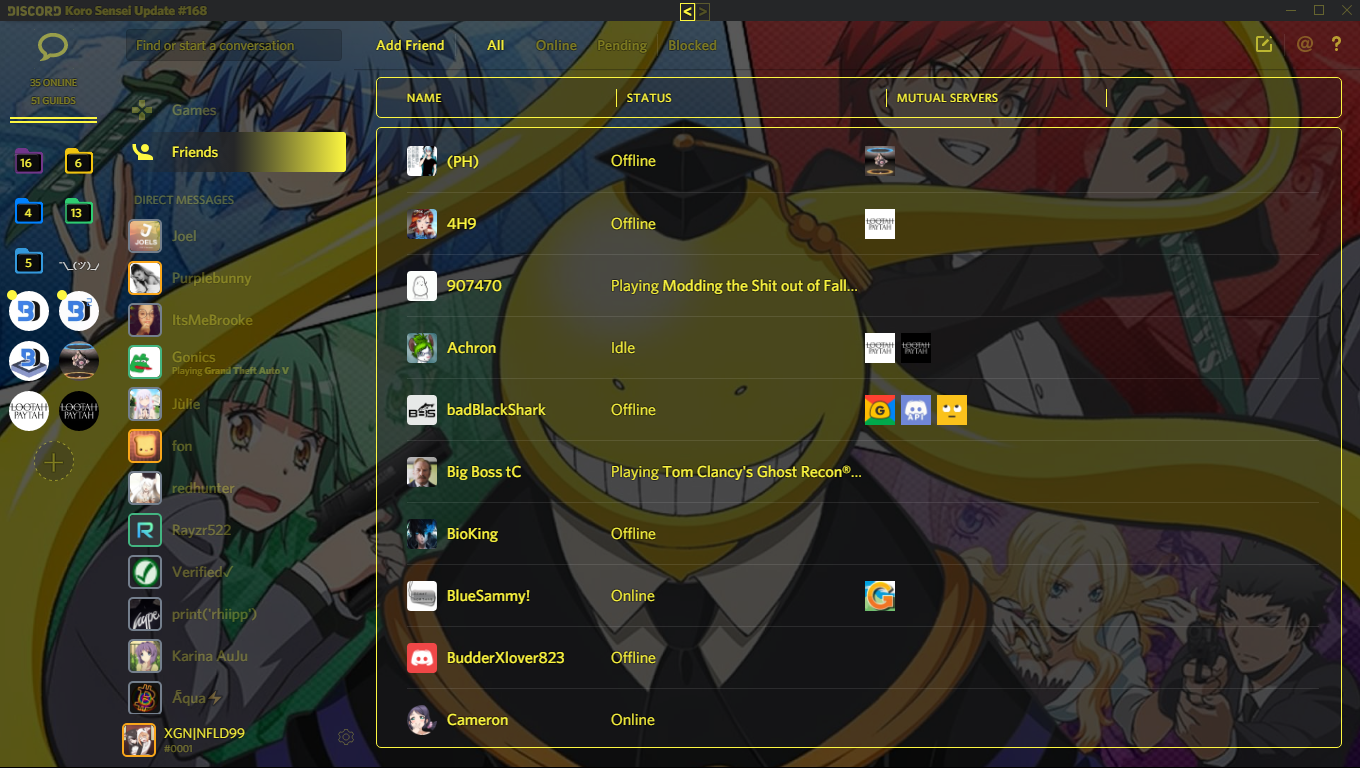 DISCORD Koro Sensei Update #168
< >
Find or start a conversation
Add Friend All Online Pending Blocked
@ ?
35 ONLINE
51 GUILDS
16 6
4 13
5 ¯\_(ツ)_/¯
LOOTAH PAYTAH LOOTAH PAYTAH
Games
Friends
DIRECT MESSAGES
JOELS
Joel
Purplebunny
ItsMeBrooke
Gonics
Playing Grand Theft Auto V
Jùlie
fon
redhunter
R Rayzr522
Verified✓
print('rhiipp')
Karina AuJu
Äqua⚡
XGN|NFLD99
#0001
NAME STATUS MUTUAL SERVERS
(PH) Offline
4H9 Offline LOOTAH PAYTAH
907470 Playing Modding the Shit out of Fall...
Achron Idle LOOTAH PAYTAH LOOTAH PAYTAH
badBlackShark Offline G API
Big Boss tC Playing Tom Clancy's Ghost Recon®...
BioKing Offline
BlueSammy! Online G
BudderXlover823 Offline
Cameron Online